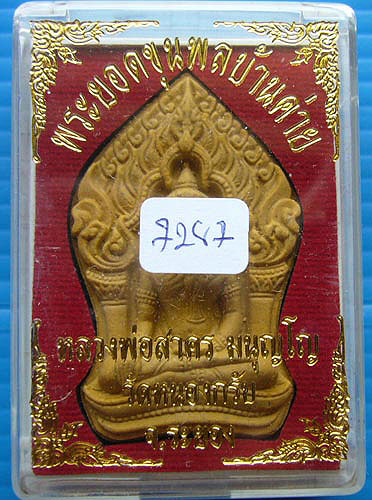 พระยอดขุนพลบ้านค่าย
7287
หลวงพ่อสาคร มนุญโญ
วัดหนองกรับ
จ.ระยอง